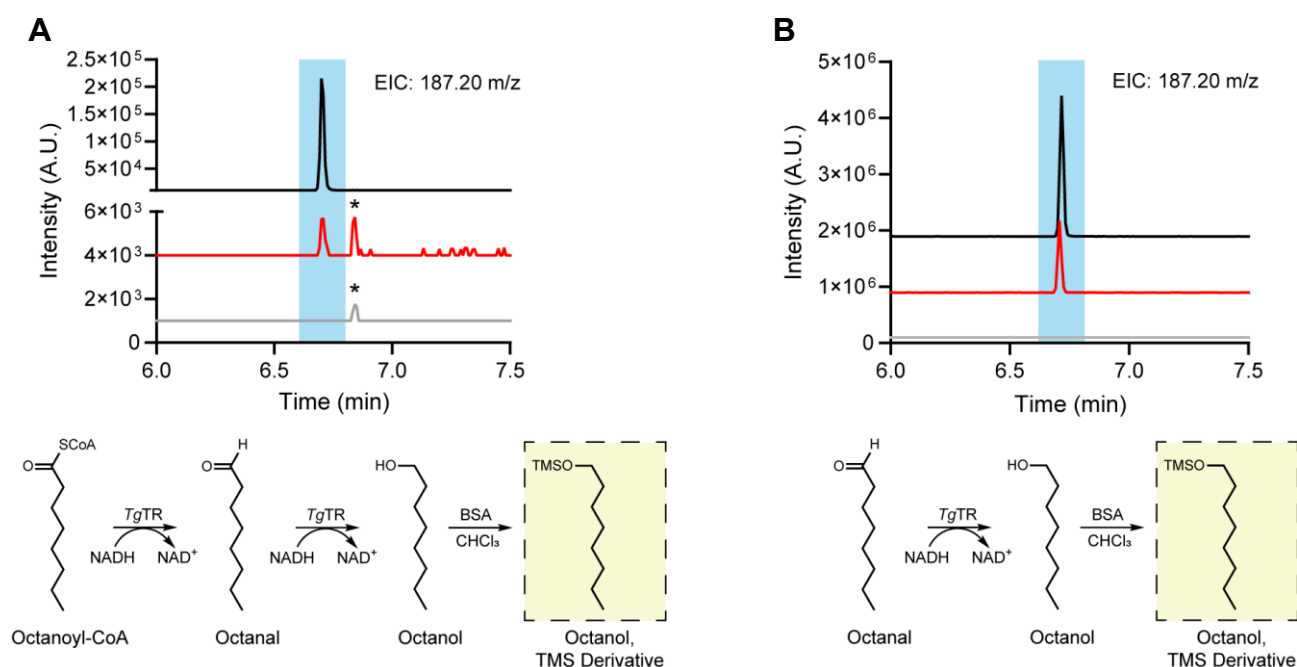 A
2.5×10⁵
2×10⁵
1.5×10⁵
1×10⁵
5×10⁴
6×10³
4×10³
2×10³
0
Intensity (A.U.)
EIC: 187.20 m/z
*
*
6.0 6.5 7.0 7.5
Time (min)
B
5×10⁶
4×10⁶
3×10⁶
2×10⁶
1×10⁶
0
Intensity (A.U.)
EIC: 187.20 m/z
6.0 6.5 7.0 7.5
Time (min)
O SCoA
TgTR
NADH NAD⁺
O H
TgTR
NADH NAD⁺
HO
BSA
CHCl₃
TMSO
Octanoyl-CoA
Octanal
Octanol
Octanol,
TMS Derivative
O H
TgTR
NADH NAD⁺
HO
BSA
CHCl₃
TMSO
Octanal
Octanol
Octanol,
TMS Derivative